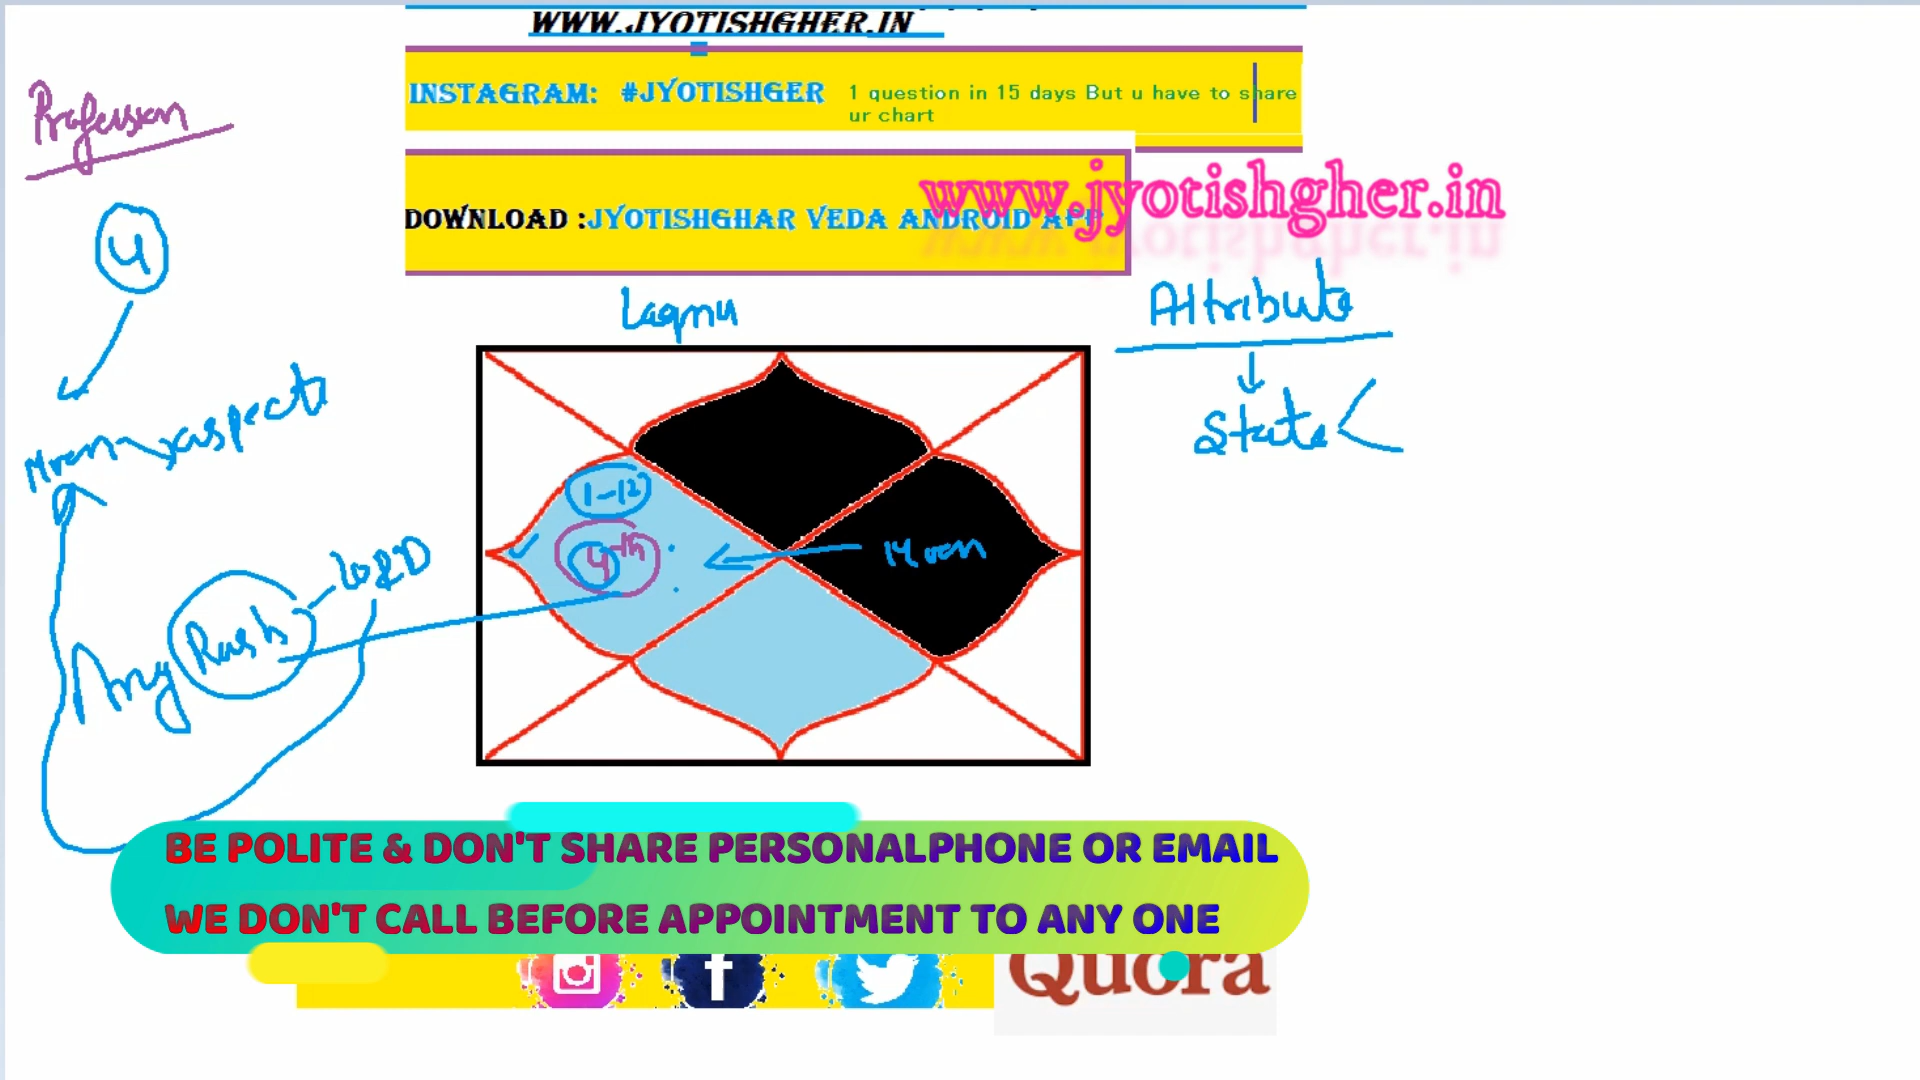 WWW.JYOTISHGHER.IN
INSTAGRAM: #JYOTISHGER
1 question in 15 days But u have to share
ur chart
Profession
www.jyotishgher.in
DOWNLOAD :JYOTISHGHAR VEDA ANDROID APP
4
Lagna
Attribute
State
Moon aspect
1-12
4th
Moon
LORD
Any Rashi
BE POLITE & DON'T SHARE PERSONALPHONE OR EMAIL
WE DON'T CALL BEFORE APPOINTMENT TO ANY ONE
Quora